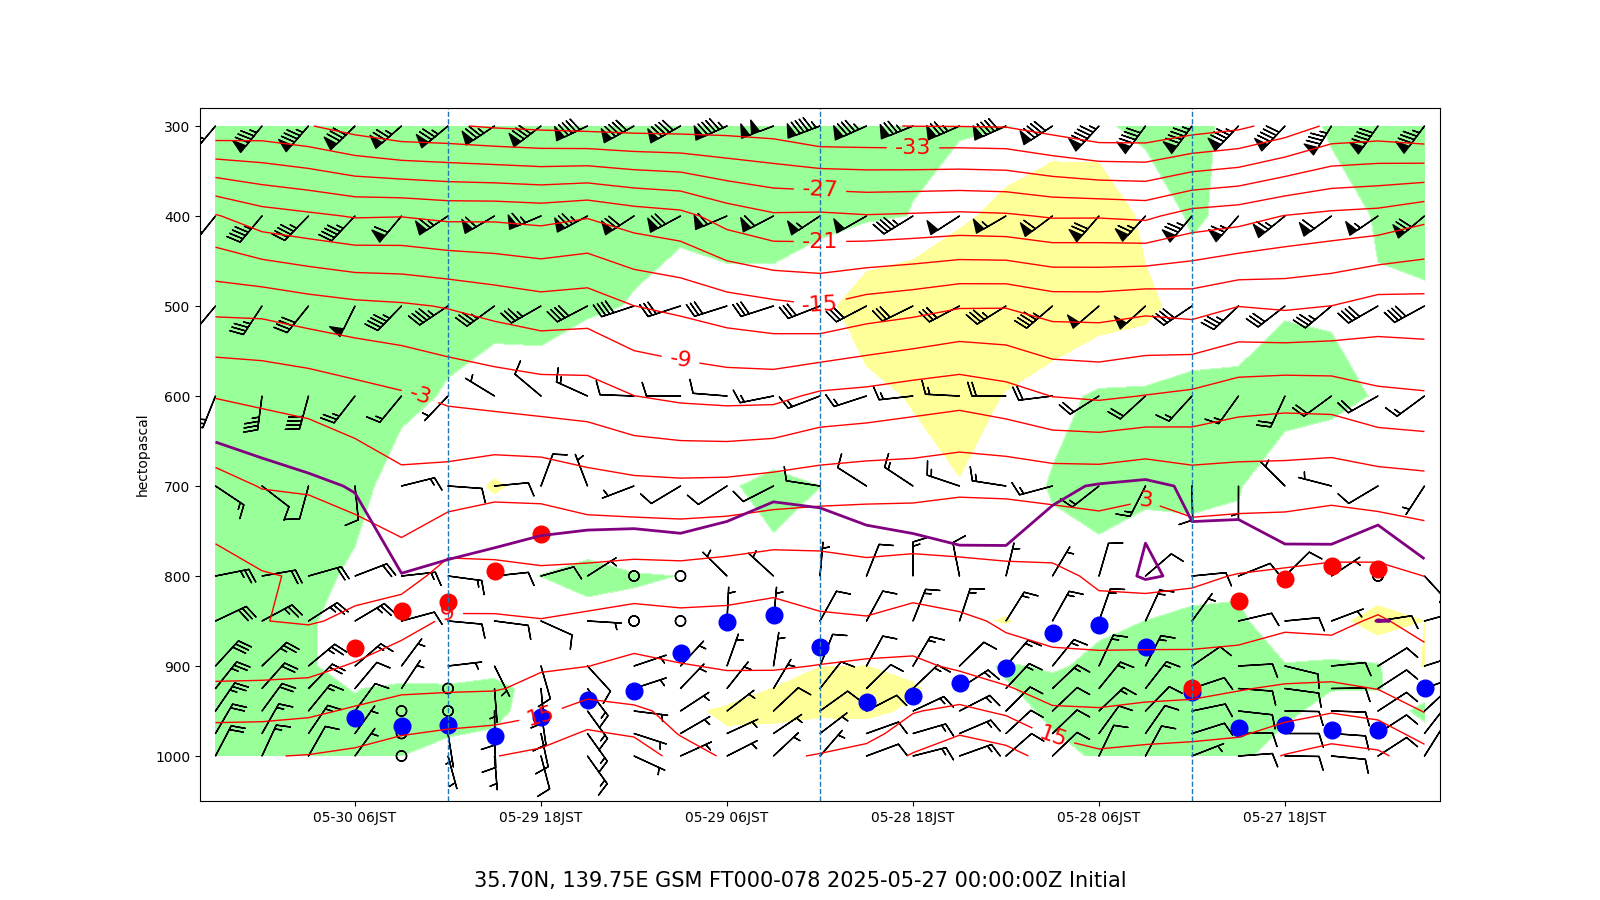 300
400
500
600
700
800
900
1000
hectopascal
-33
-27
-21
-15
-9
-3
3
9
15
15
05-30 06JST
05-29 18JST
05-29 06JST
05-28 18JST
05-28 06JST
05-27 18JST
35.70N, 139.75E GSM FT000-078 2025-05-27 00:00:00Z Initial